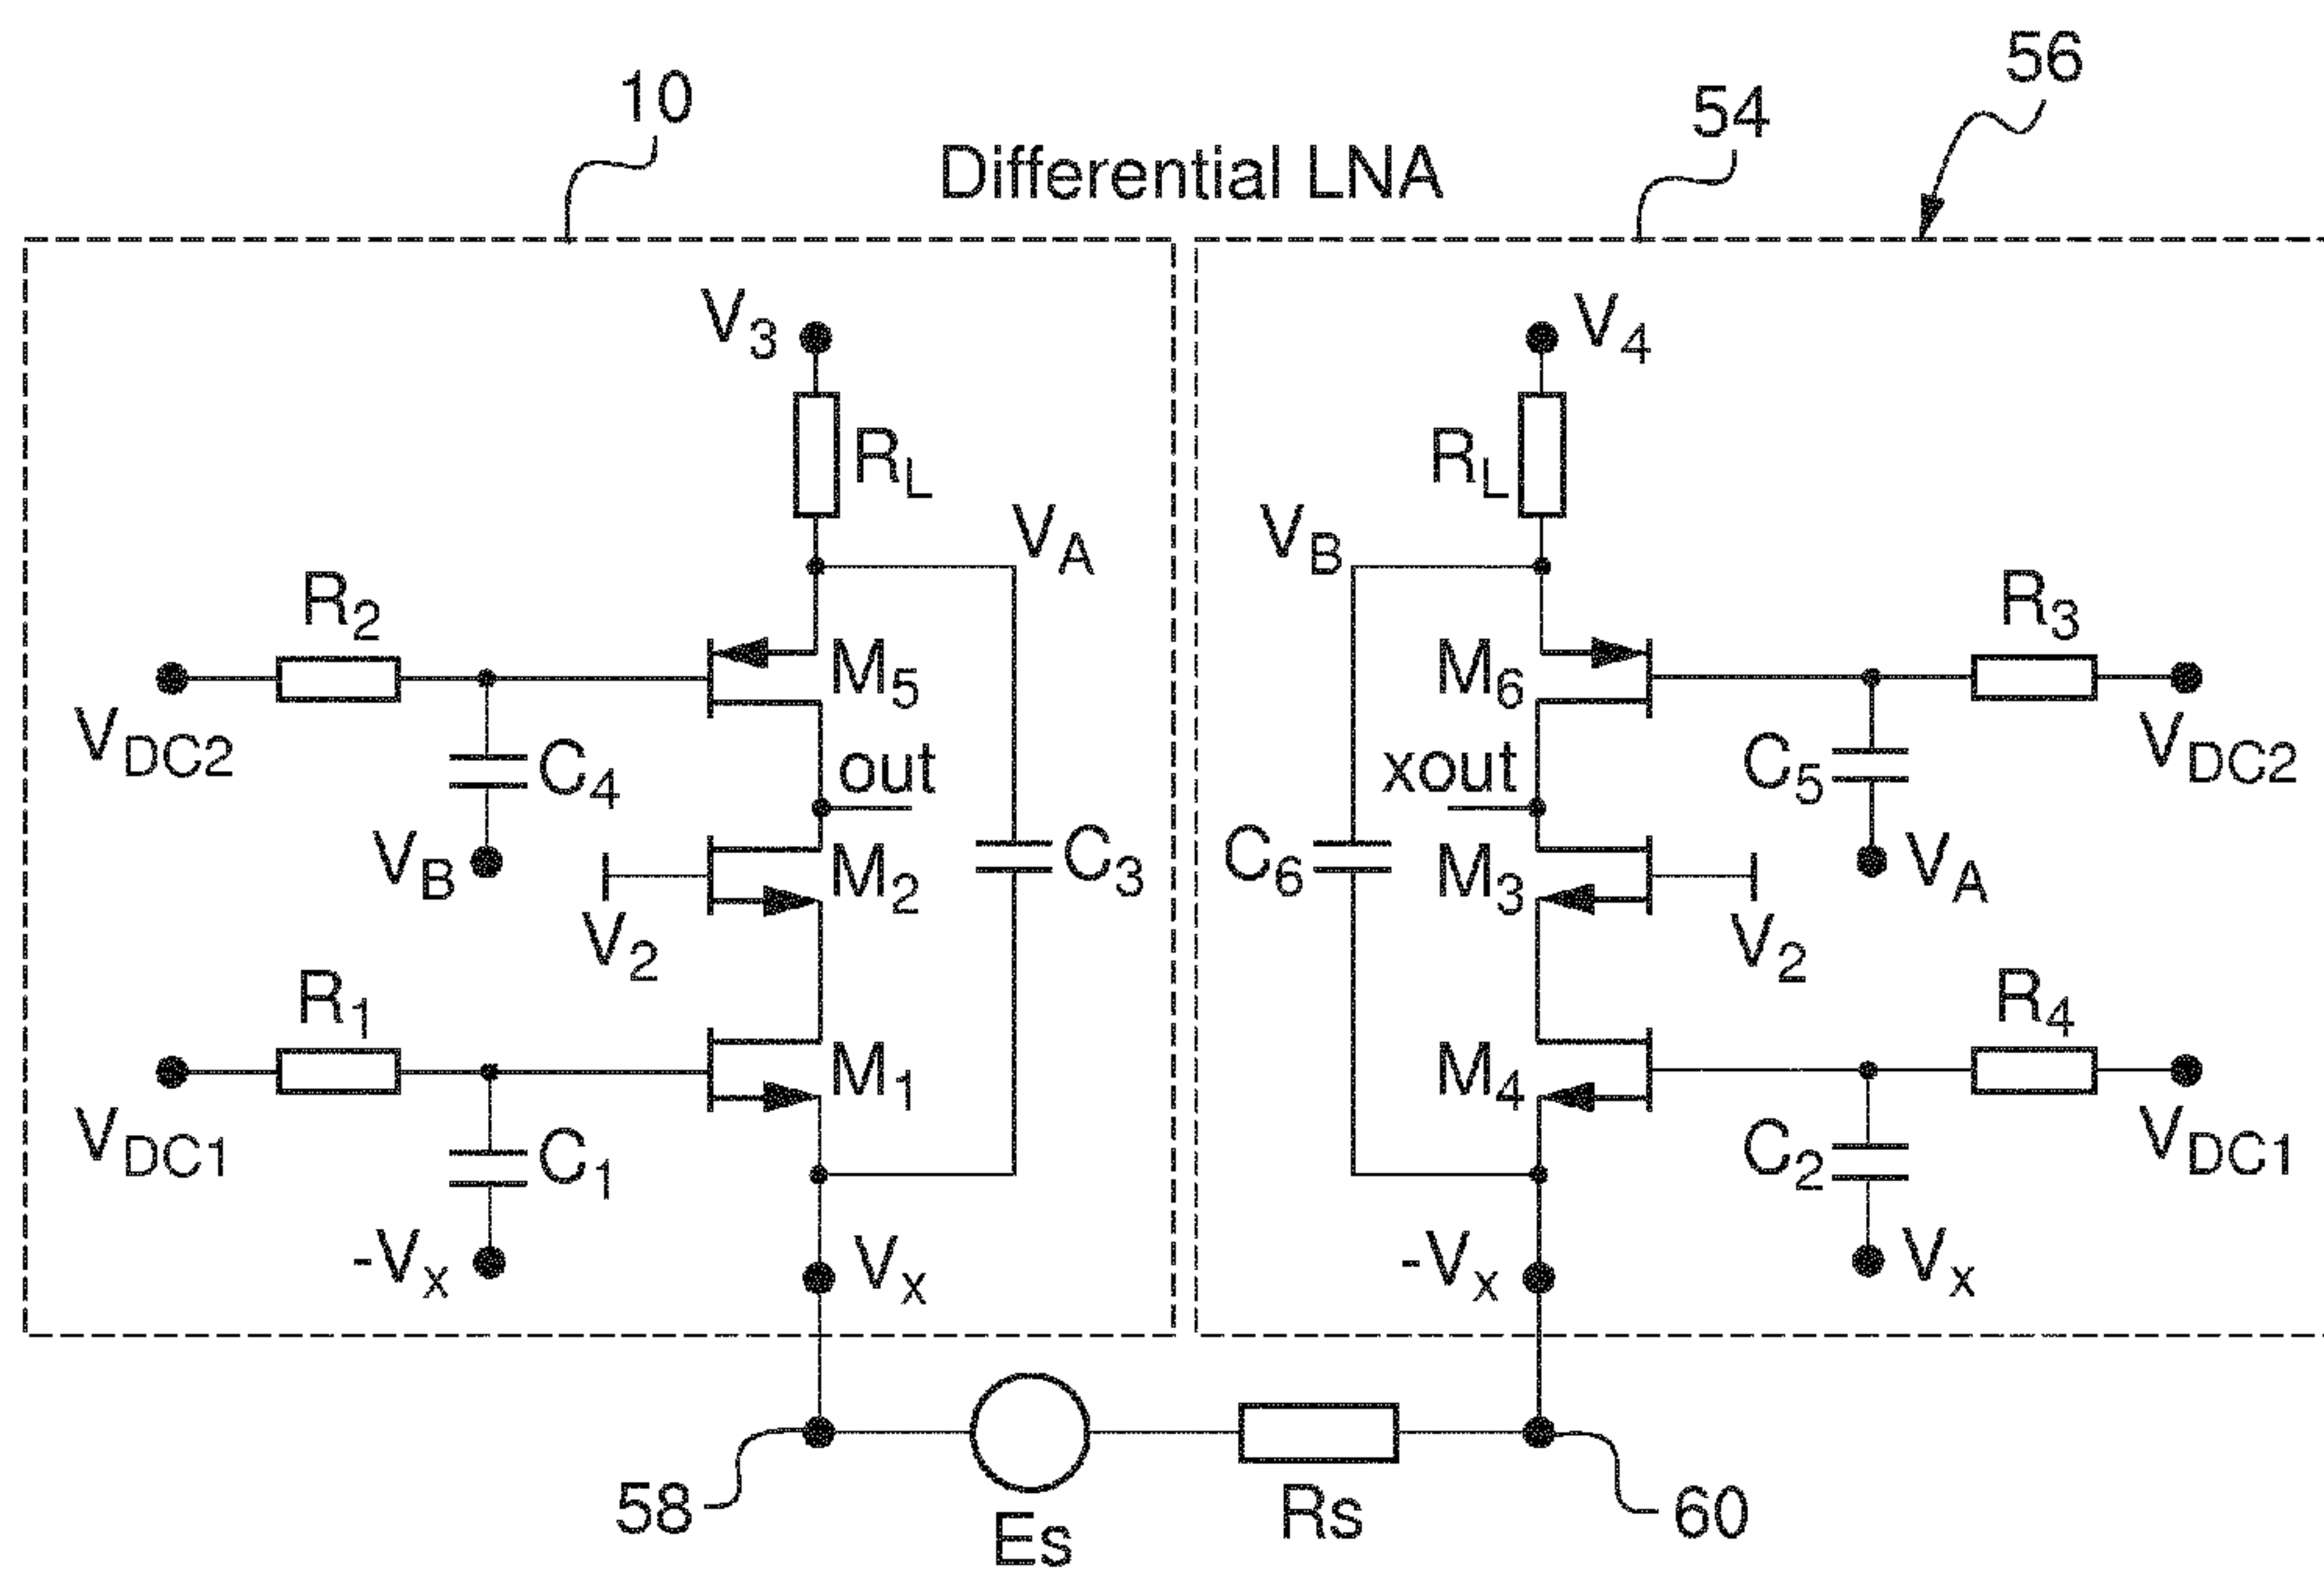 10
54
56
Differential LNA
V3
V4
RL
RL
VA
VB
R2
R3
M5
M6
VDC2
C4
out
xout
C5
VDC2
VB
M2
C3
C6
M3
VA
V2
V2
R1
R4
M1
M4
VDC1
C1
C2
VDC1
-Vx
Vx
-Vx
Vx
58
Es
Rs
60